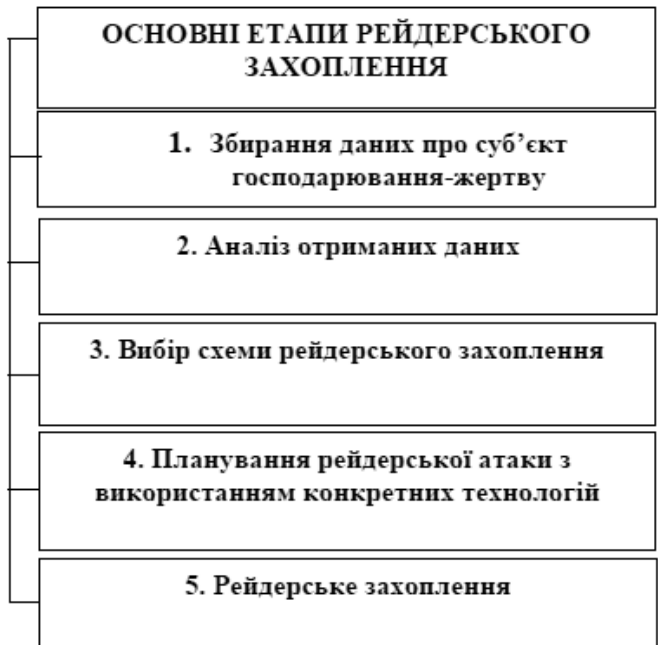 ОСНОВНІ ЕТАПИ РЕЙДЕРСЬКОГО
ЗАХОПЛЕННЯ
1. Збирання даних про суб’єкт
господарювання-жертву
2. Аналіз отриманих даних
3. Вибір схеми рейдерського захоплення
4. Планування рейдерської атаки з
використанням конкретних технологій
5. Рейдерське захоплення